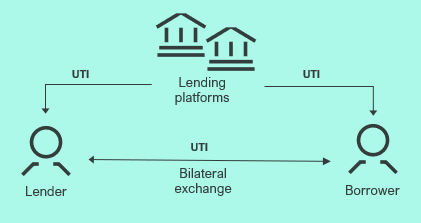 UTI
UTI
Lending
platforms
UTI
Bilateral
exchange
Lender
Borrower